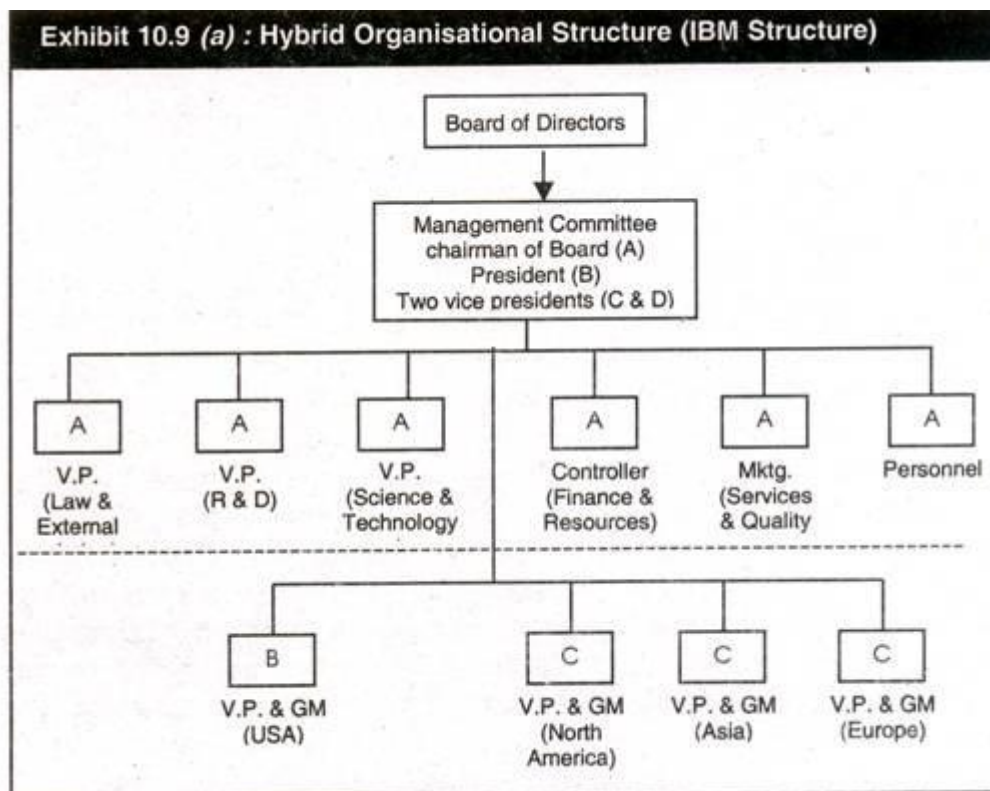 Exhibit 10.9 (a) : Hybrid Organisational Structure (IBM Structure)
Board of Directors
Management Committee
chairman of Board (A)
President (B)
Two vice presidents (C & D)
A
A
A
A
A
A
V.P.
(Law &
External
V.P.
(R & D)
V.P.
(Science &
Technology
Controller
(Finance &
Resources)
Mktg.
(Services
& Quality
Personnel
B
C
C
C
V.P. & GM
(USA)
V.P. & GM
(North
America)
V.P. & GM
(Asia)
V.P. & GM
(Europe)